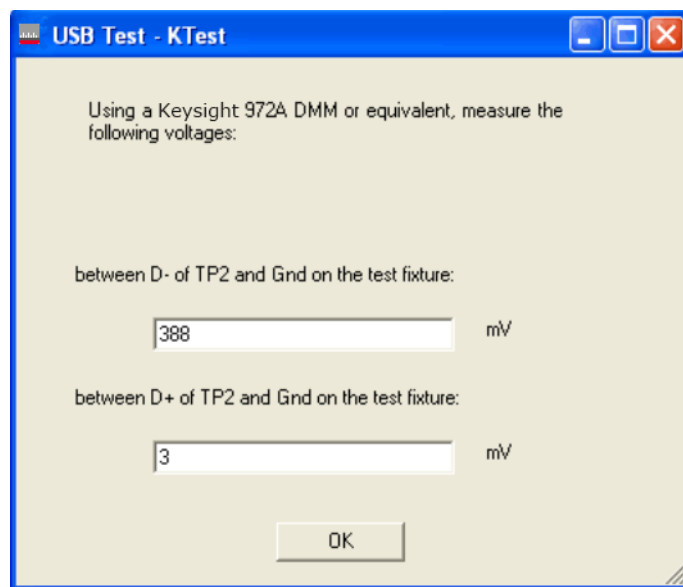 USB Test - KTest
Using a Keysight 972A DMM or equivalent, measure the
following voltages:
between D- of TP2 and Gnd on the test fixture:
388 mV
between D+ of TP2 and Gnd on the test fixture:
3 mV
OK